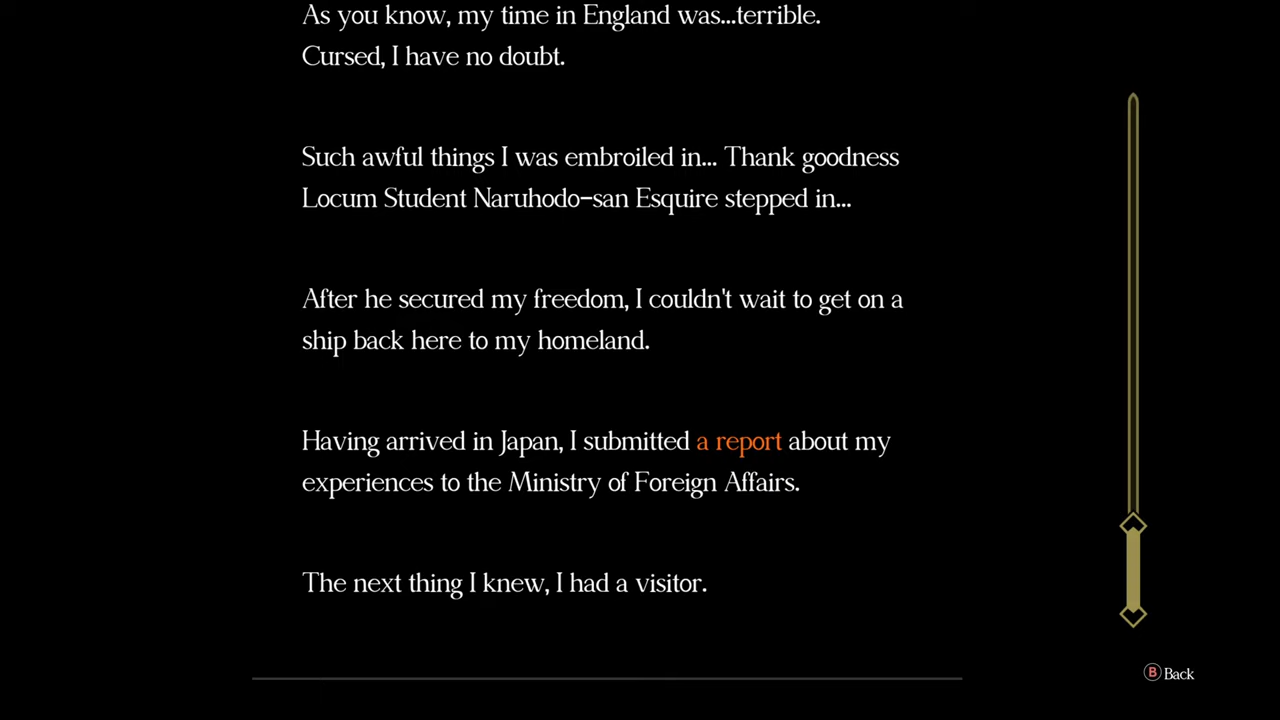 As you know, my time in England was...terrible.
Cursed, I have no doubt.
Such awful things I was embroiled in... Thank goodness
Locum Student Naruhodo-san Esquire stepped in...
After he secured my freedom, I couldn't wait to get on a
ship back here to my homeland.
Having arrived in Japan, I submitted a report about my
experiences to the Ministry of Foreign Affairs.
The next thing I knew, I had a visitor.
B Back